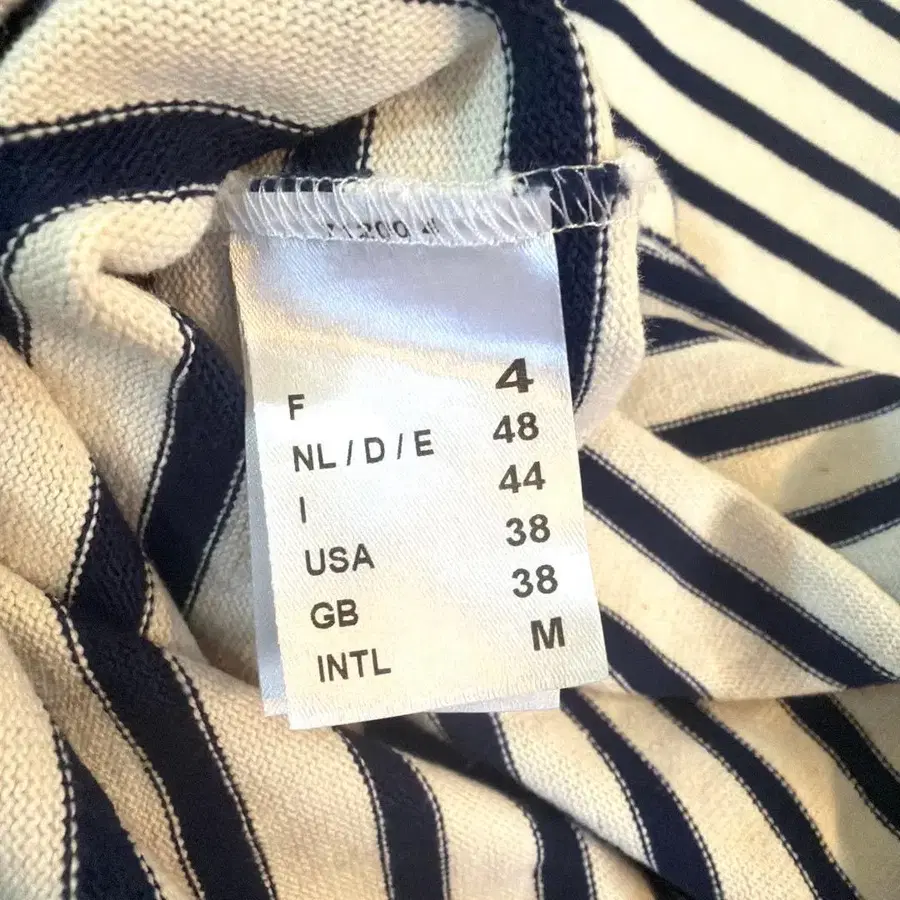 F 4
NL / D / E 48
I 44
USA 38
GB 38
INTL M